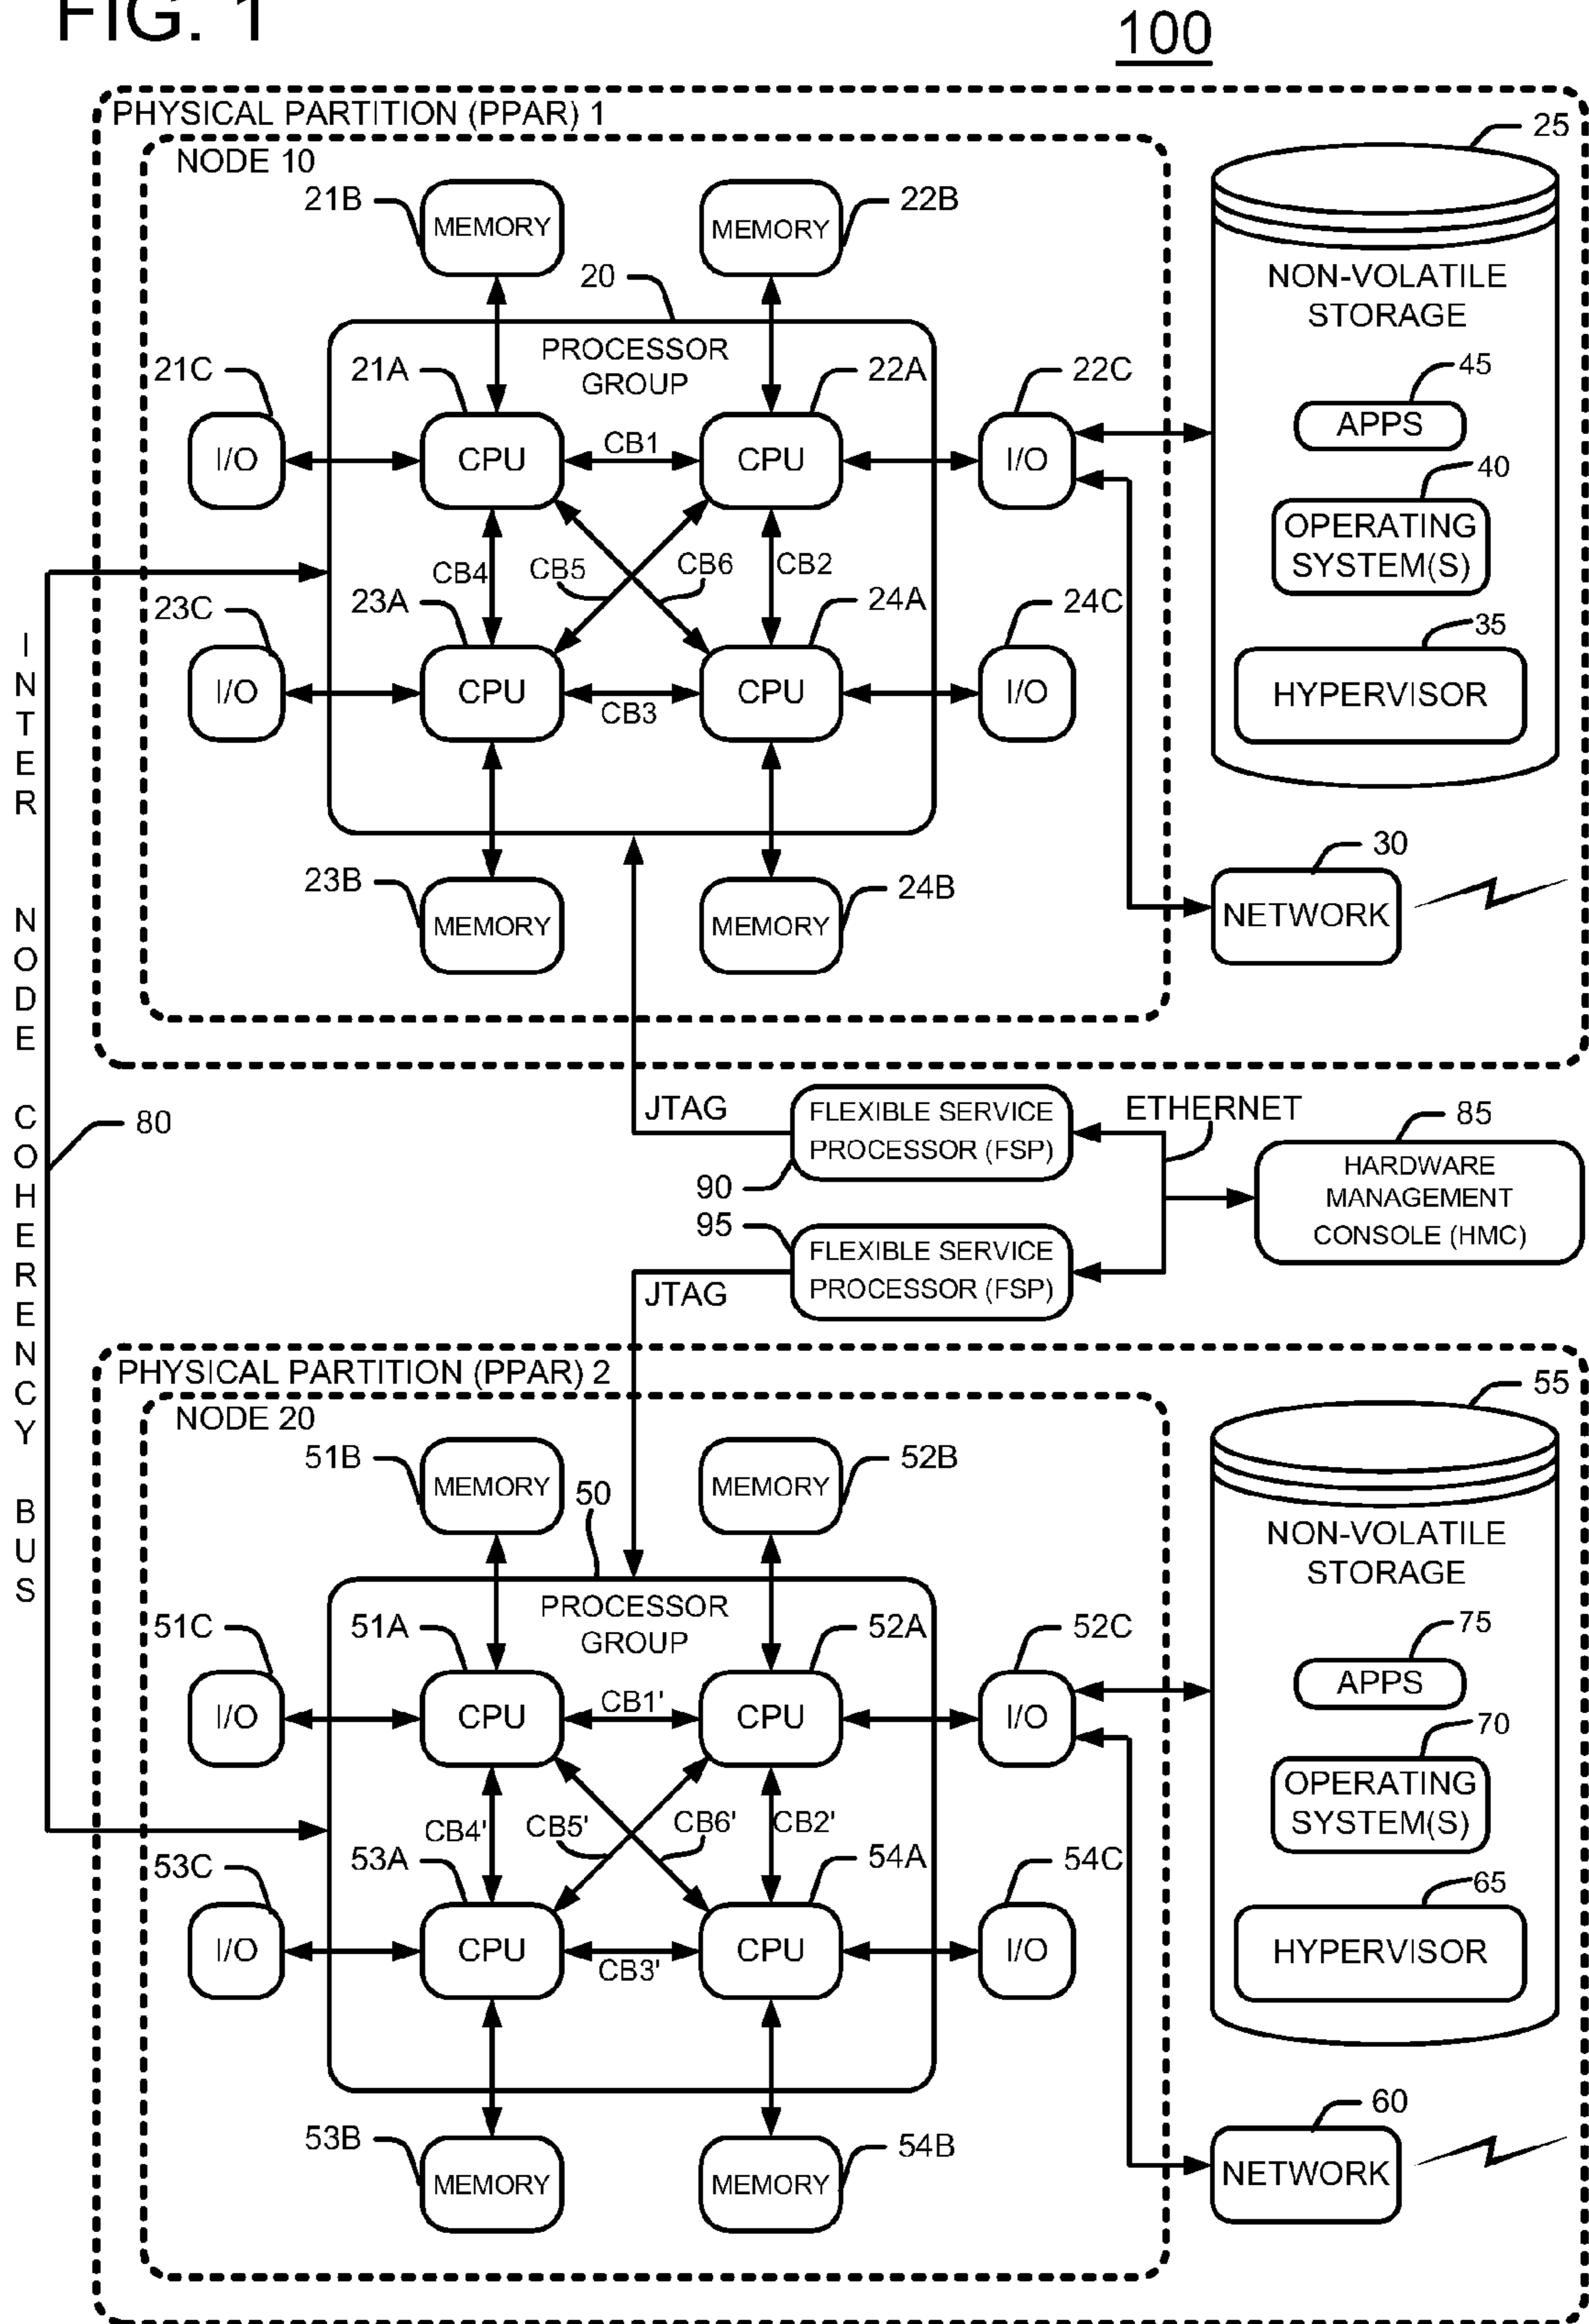 FIG. 1
100
PHYSICAL PARTITION (PPAR) 1
NODE 10
25
21B
MEMORY
MEMORY
22B
20
NON-VOLATILE
STORAGE
PROCESSOR
GROUP
21C
21A
22A
22C
45
APPS
I/O
CPU
CB1
CPU
I/O
40
OPERATING
SYSTEM(S)
CB4
CB5
CB6
CB2
23C
23A
24A
24C
35
I/O
CPU
CB3
CPU
I/O
HYPERVISOR
23B
MEMORY
MEMORY
24B
30
NETWORK
INTER NODE COHERENCY BUS
80
JTAG
FLEXIBLE SERVICE
PROCESSOR (FSP)
90
ETHERNET
85
HARDWARE
MANAGEMENT
CONSOLE (HMC)
95
FLEXIBLE SERVICE
PROCESSOR (FSP)
JTAG
PHYSICAL PARTITION (PPAR) 2
NODE 20
55
51B
MEMORY
MEMORY
52B
50
NON-VOLATILE
STORAGE
PROCESSOR
GROUP
51C
51A
52A
52C
75
APPS
I/O
CPU
CB1'
CPU
I/O
70
OPERATING
SYSTEM(S)
CB4'
CB5'
CB6'
CB2'
53C
53A
54A
54C
65
I/O
CPU
CB3'
CPU
I/O
HYPERVISOR
53B
MEMORY
MEMORY
54B
60
NETWORK